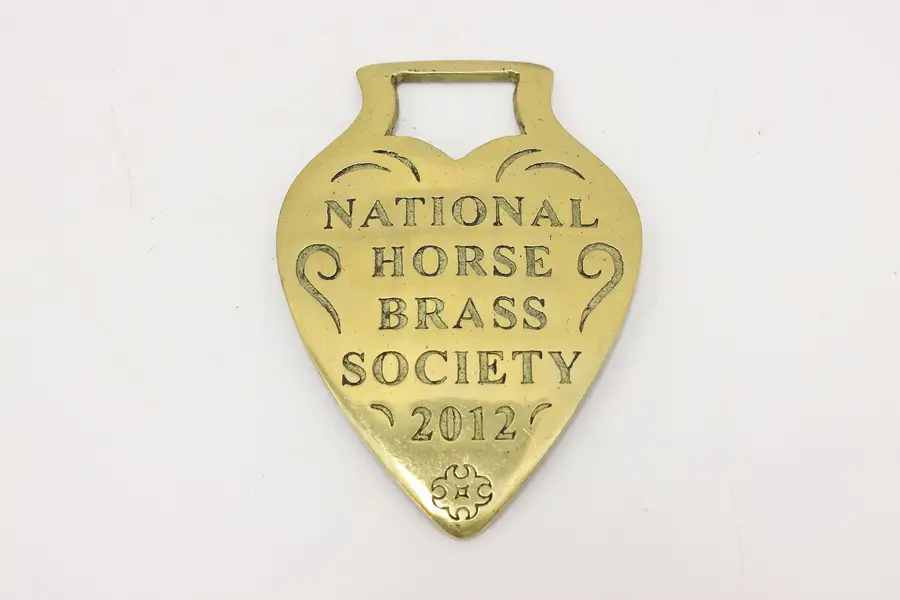 NATIONAL
HORSE
BRASS
SOCIETY
2012